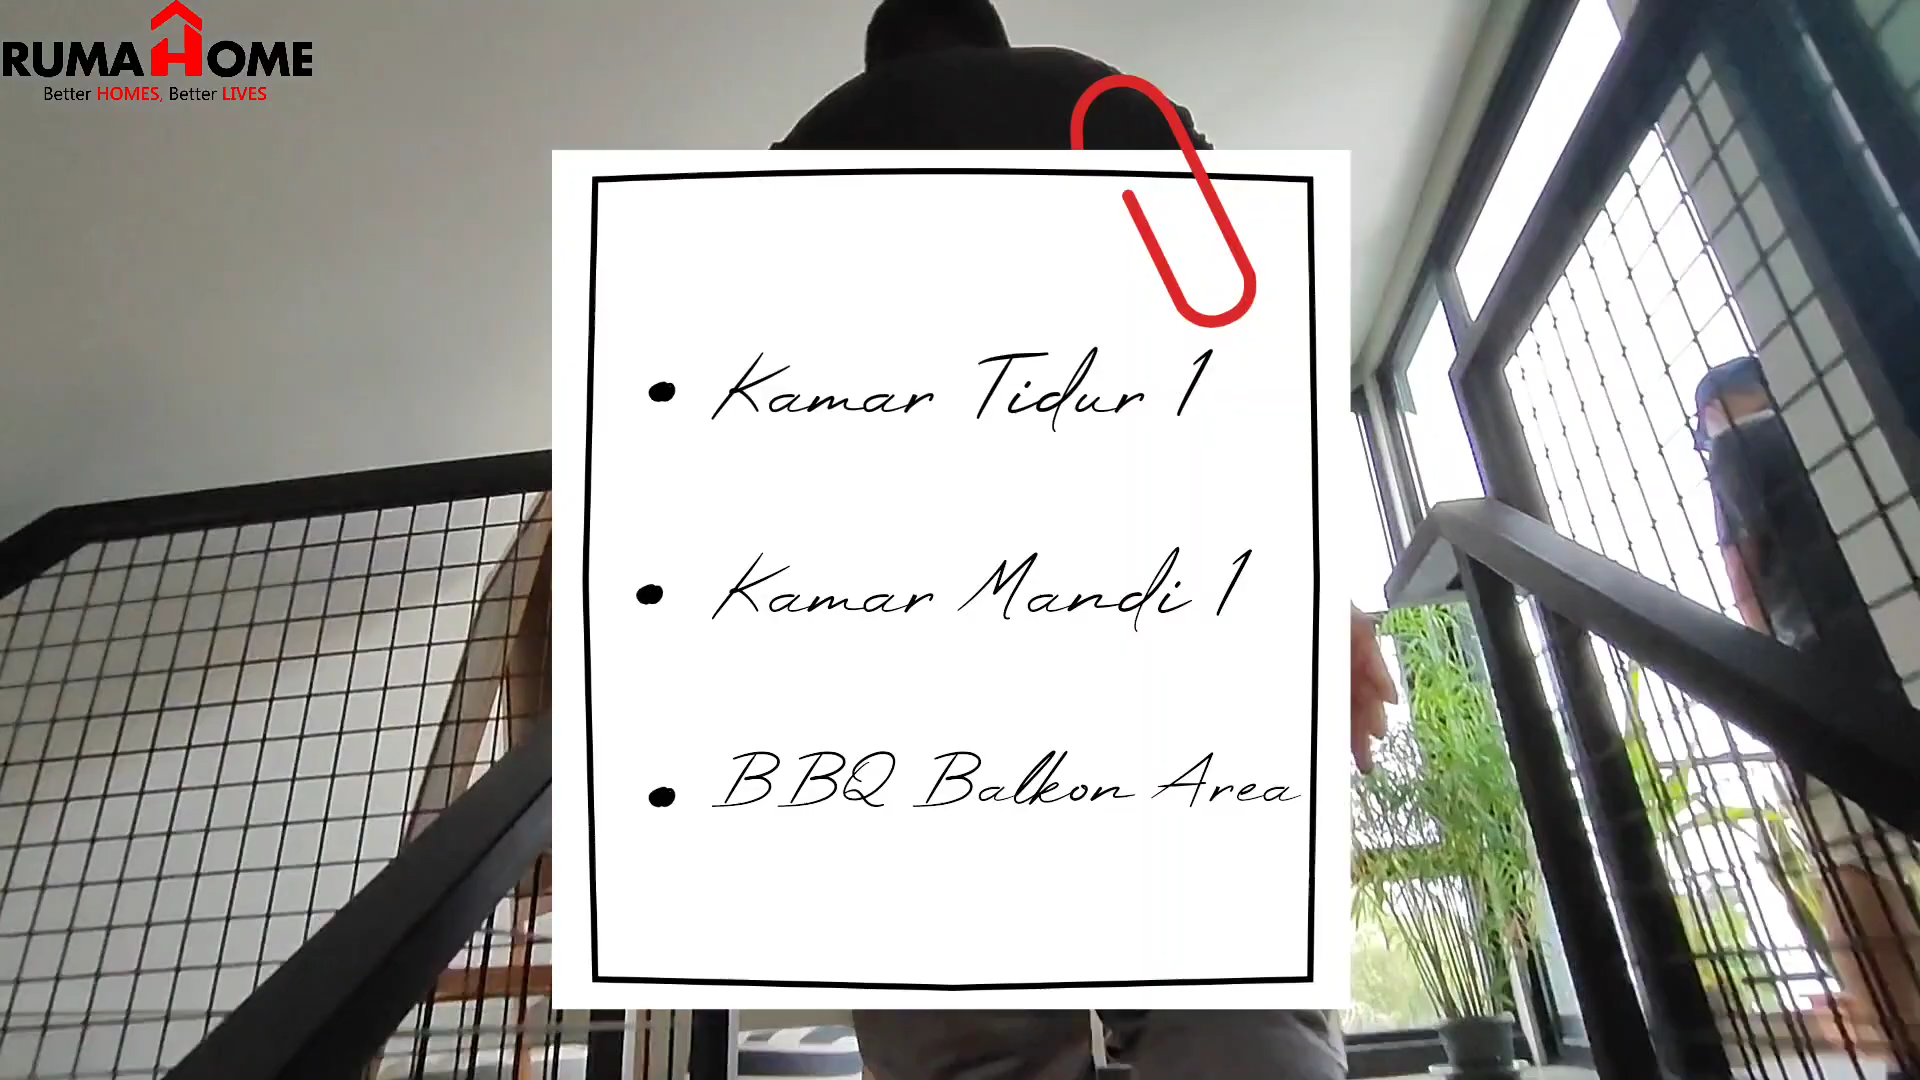 RUMAHOME
Better HOMES, Better LIVES
• Kamar Tidur 1
• Kamar Mandi 1
• BBQ Balkon Area